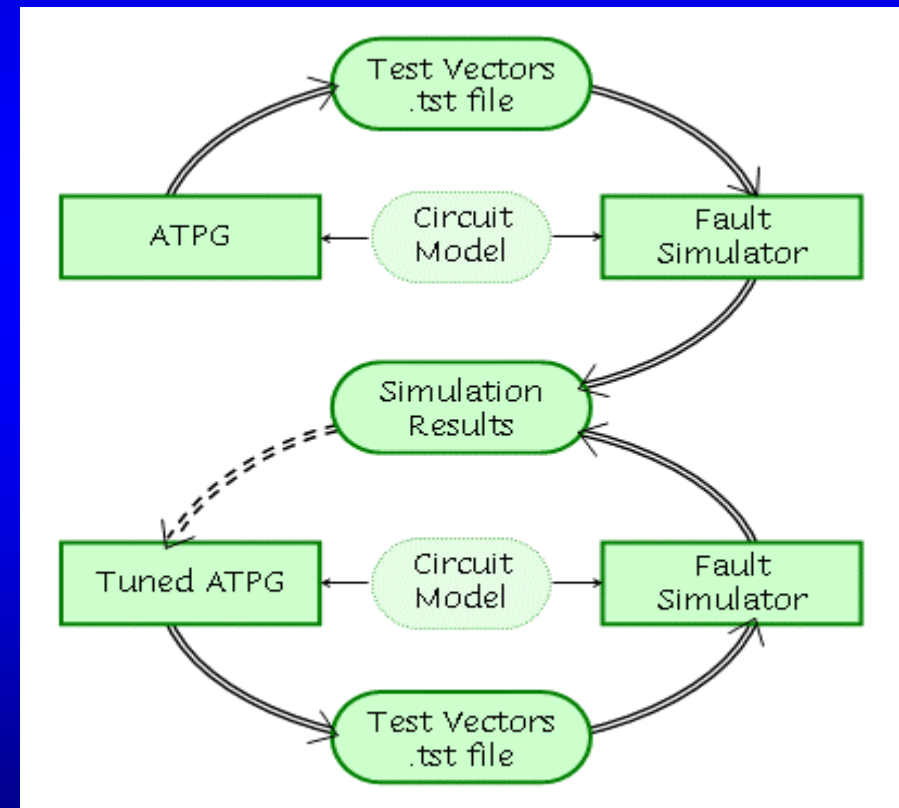 Test Vectors
.tst file
ATPG
Circuit
Model
Fault
Simulator
Simulation
Results
Tuned ATPG
Circuit
Model
Fault
Simulator
Test Vectors
.tst file